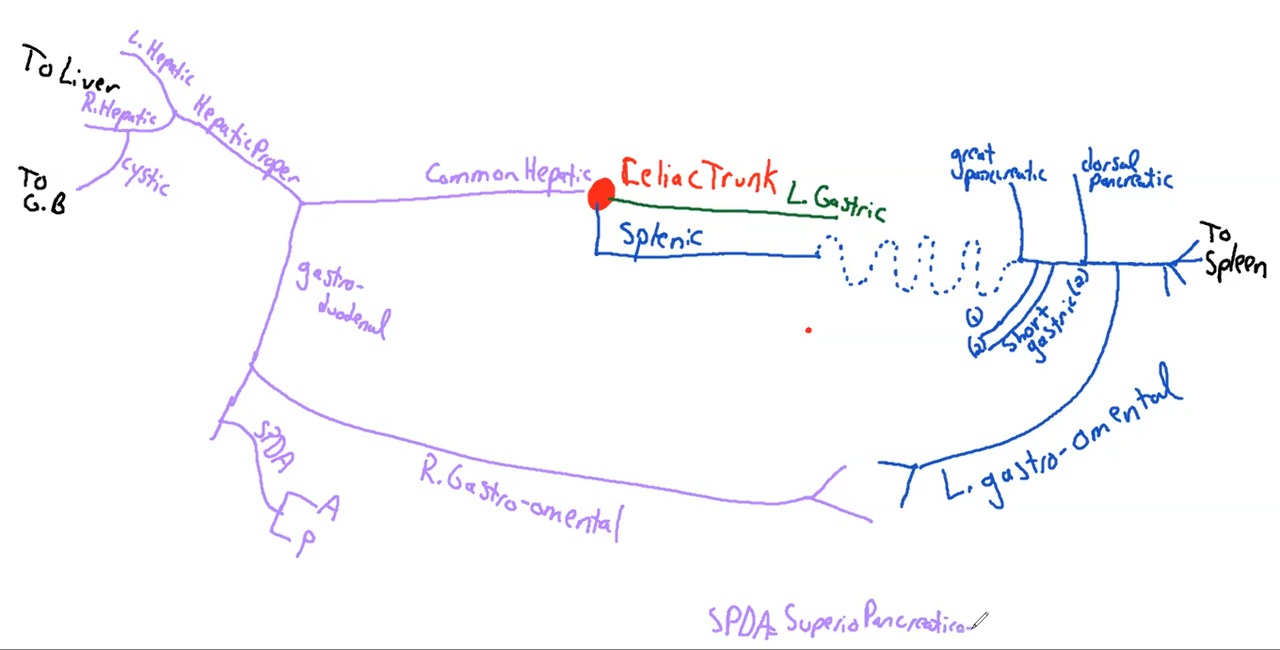 L. Hepatic
To Liver
R. Hepatic
Hepatic Proper
cystic
To
G.B
Common Hepatic
Celiac Trunk
L. Gastric
Splenic
great
pancreatic
dorsal
pancreatic
To
Spleen
gastro-
duodenal
(1)
(2)
short
gastric (2)
SPDA
A
P
R. Gastro-omental
L. gastro-omental
SPDA= Superio Pancreatico-